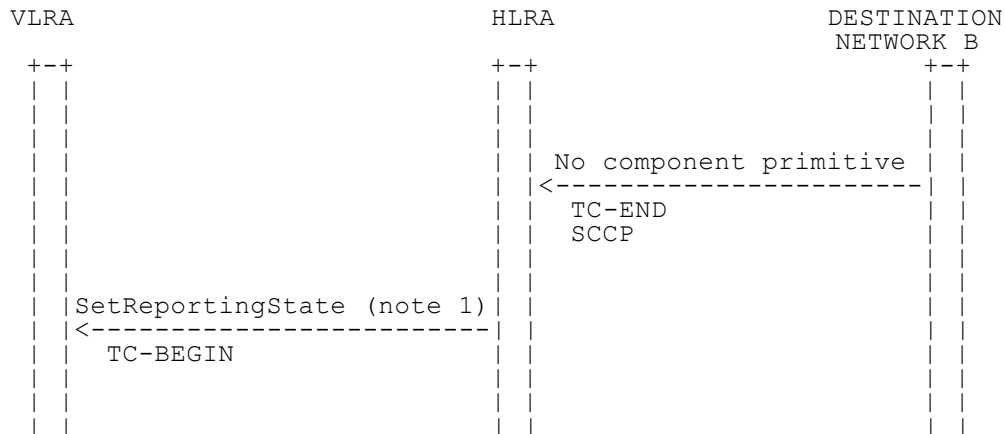 VLRA HLRA DESTINATION
NETWORK B
No component primitive
TC-END
SCCP
SetReportingState (note 1)
TC-BEGIN